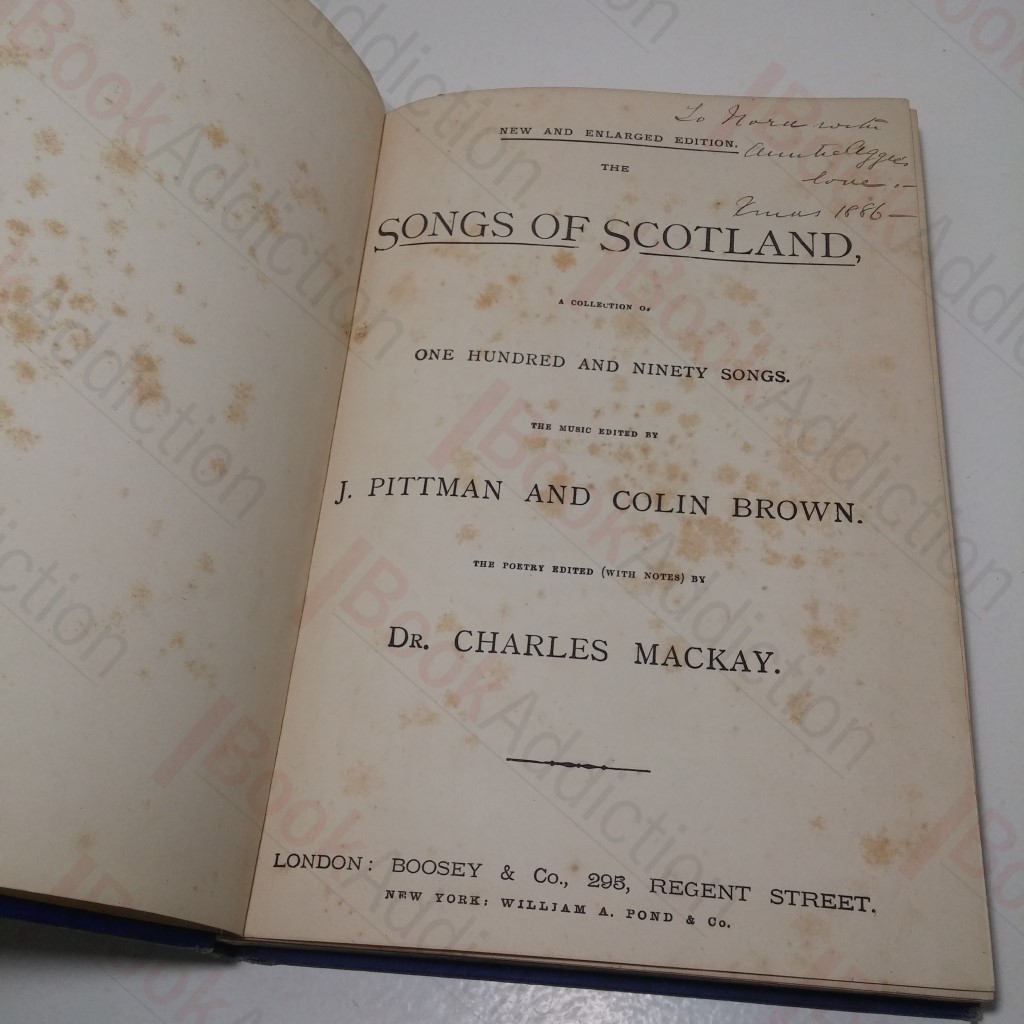 To Nora with
Auntie Aggie's
love.—
Xmas 1886—
NEW AND ENLARGED EDITION.
THE
SONGS OF SCOTLAND,
A COLLECTION OF
ONE HUNDRED AND NINETY SONGS.
THE MUSIC EDITED BY
J. PITTMAN AND COLIN BROWN.
THE POETRY EDITED (WITH NOTES) BY
DR. CHARLES MACKAY.
LONDON: BOOSEY & Co., 295, REGENT STREET.
NEW YORK: WILLIAM A. POND & Co.
BookAddiction